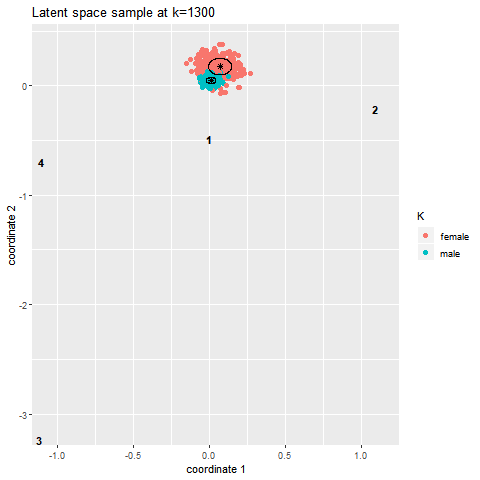 Latent space sample at k=1300
0
2
1
4
-1
coordinate 2
K
female
male
-2
-3
3
-1.0 -0.5 0.0 0.5 1.0
coordinate 1